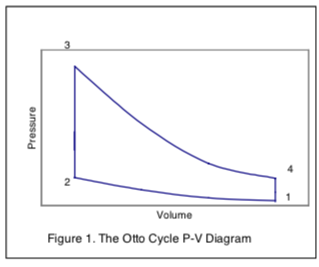 3
Pressure
4
2
1
Volume
Figure 1. The Otto Cycle P-V Diagram